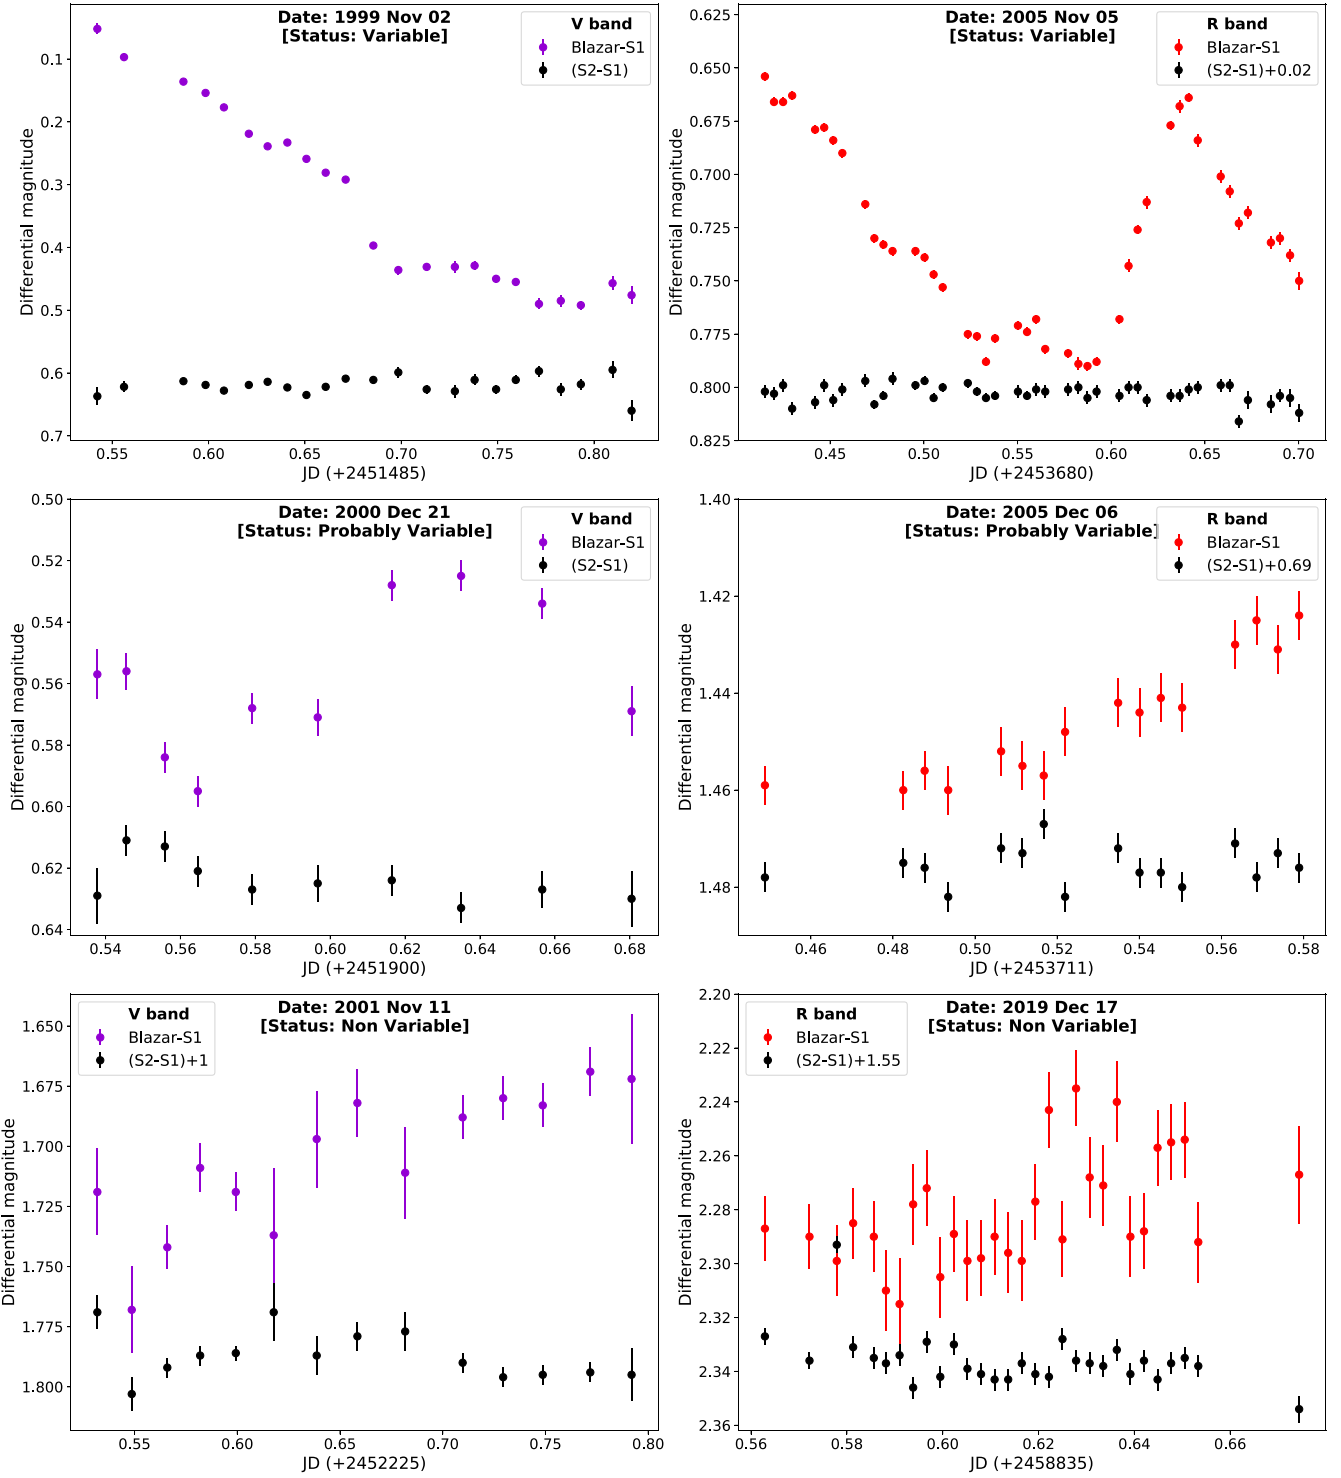 Date: 1999 Nov 02
[Status: Variable]
V band
Blazar-S1
(S2-S1)
0.1
0.2
0.3
0.4
0.5
0.6
0.7
Differential magnitude
0.55 0.60 0.65 0.70 0.75 0.80
JD (+2451485)
Date: 2005 Nov 05
[Status: Variable]
R band
Blazar-S1
(S2-S1)+0.02
0.625
0.650
0.675
0.700
0.725
0.750
0.775
0.800
0.825
Differential magnitude
0.45 0.50 0.55 0.60 0.65 0.70
JD (+2453680)
Date: 2000 Dec 21
[Status: Probably Variable]
V band
Blazar-S1
(S2-S1)
0.50
0.52
0.54
0.56
0.58
0.60
0.62
0.64
Differential magnitude
0.54 0.56 0.58 0.60 0.62 0.64 0.66 0.68
JD (+2451900)
Date: 2005 Dec 06
[Status: Probably Variable]
R band
Blazar-S1
(S2-S1)+0.69
1.40
1.42
1.44
1.46
1.48
Differential magnitude
0.46 0.48 0.50 0.52 0.54 0.56 0.58
JD (+2453711)
Date: 2001 Nov 11
[Status: Non Variable]
V band
Blazar-S1
(S2-S1)+1
1.650
1.675
1.700
1.725
1.750
1.775
1.800
Differential magnitude
0.55 0.60 0.65 0.70 0.75 0.80
JD (+2452225)
Date: 2019 Dec 17
[Status: Non Variable]
R band
Blazar-S1
(S2-S1)+1.55
2.20
2.22
2.24
2.26
2.28
2.30
2.32
2.34
2.36
Differential magnitude
0.56 0.58 0.60 0.62 0.64 0.66
JD (+2458835)